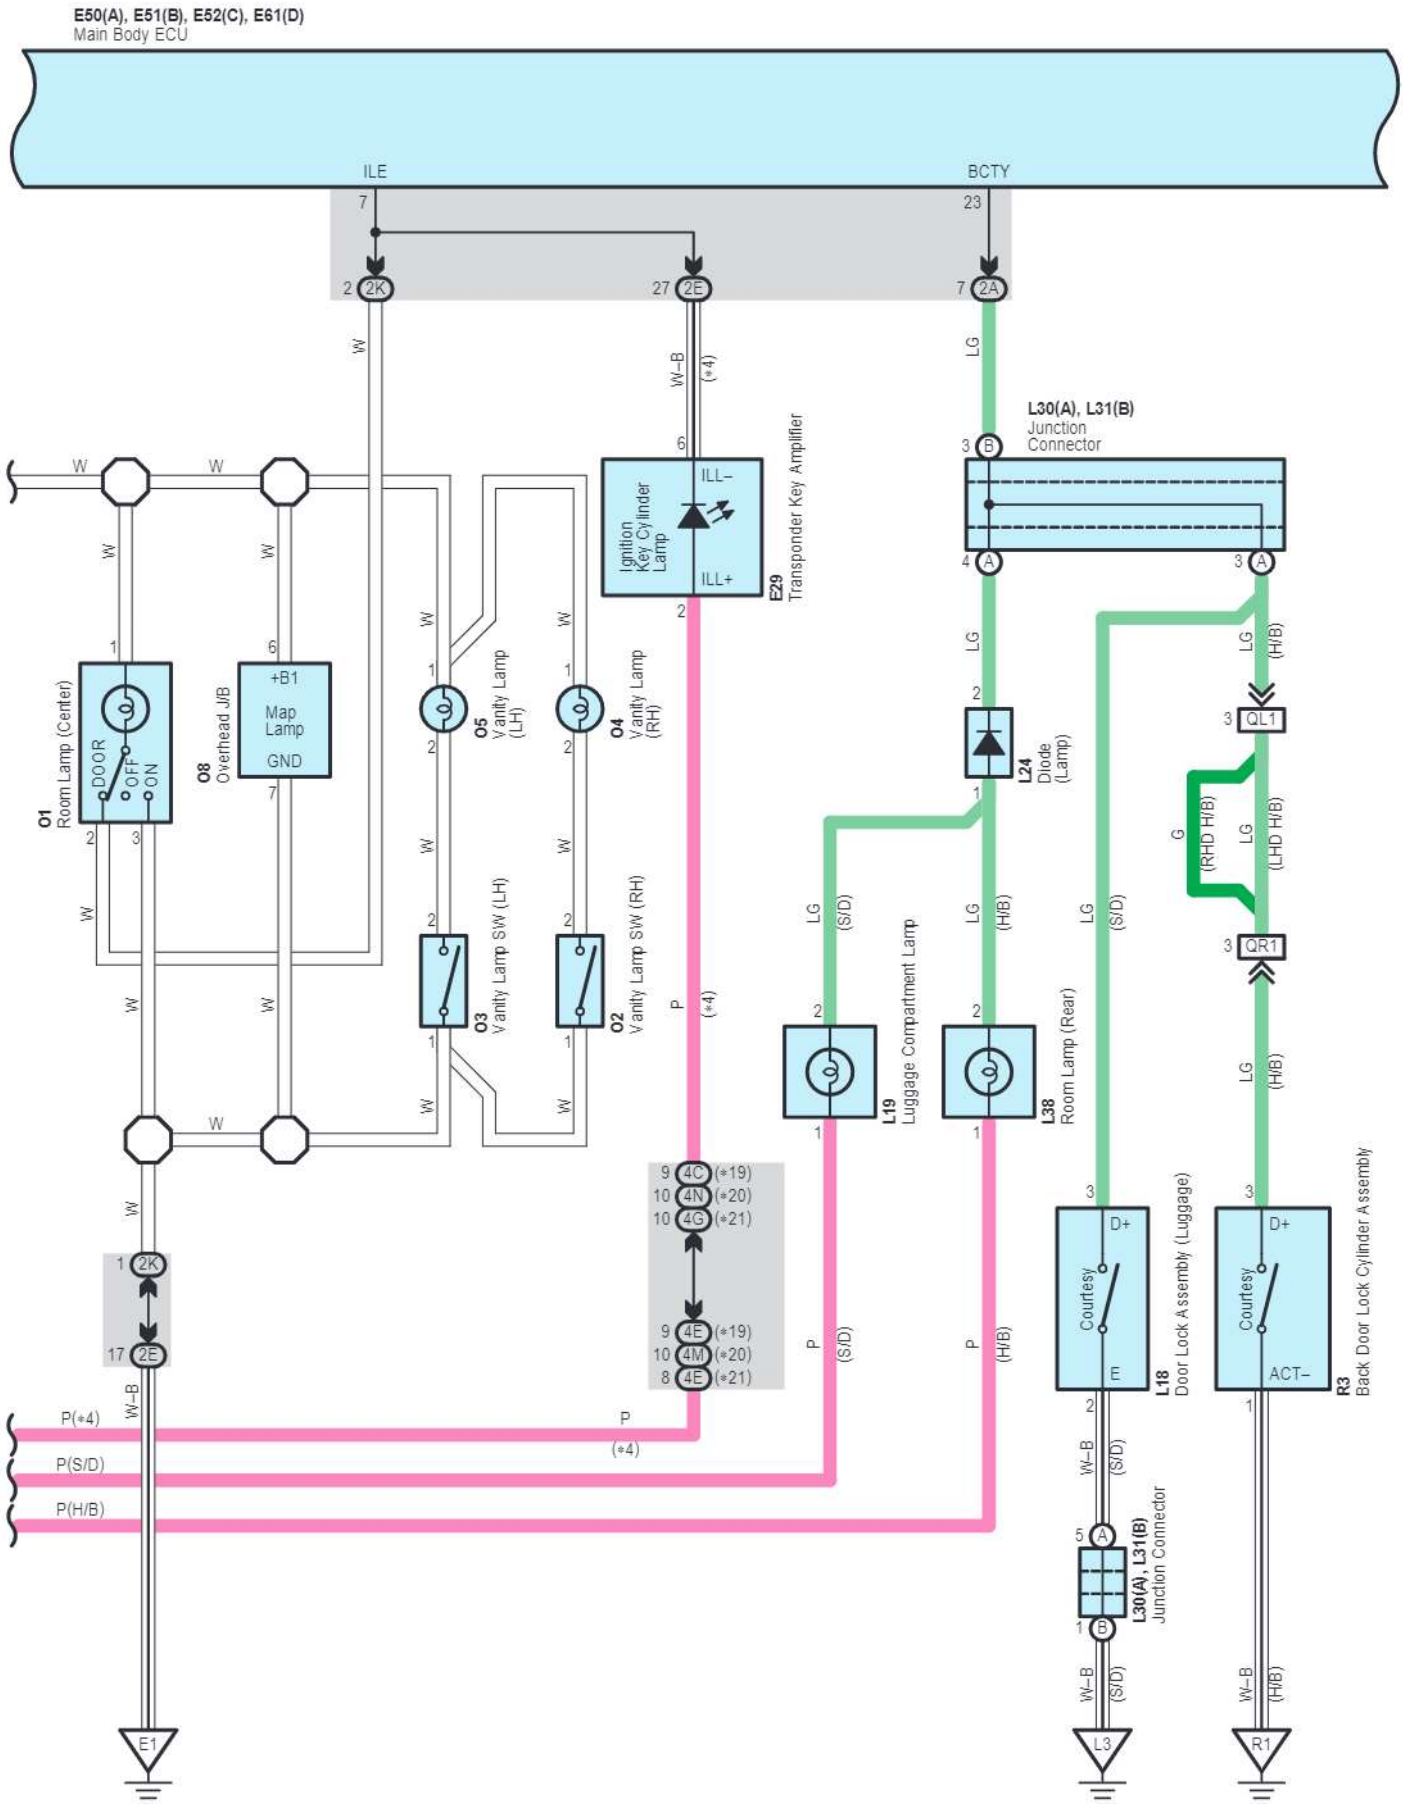 E50(A), E51(B), E52(C), E61(D)
Main Body ECU
ILE
BCTY
7
23
2 2K
27 2E
7 2A
W
W–B
(*4)
LG
L30(A), L31(B)
Junction
Connector
3 B
W
W
6
ILL–
Ignition
Key Cylinder
Lamp
ILL+
E29
Transponder Key Amplifier
2
4 A
3 A
W
W
W
W
LG
LG
(H/B)
1
6
1
1
2
DOOR
OFF
ON
O1
Room Lamp (Center)
+B1
Map
Lamp
GND
O8
Overhead J/B
O5
Vanity Lamp
(LH)
O4
Vanity Lamp
(RH)
2
2
L24
Diode
(Lamp)
3 QL1
7
1
2
3
W
W
W
G
(RHD H/B)
LG
(LHD H/B)
LG
(S/D)
LG
(H/B)
LG
(S/D)
2
2
3 QR1
O3
Vanity Lamp SW (LH)
O2
Vanity Lamp SW (RH)
W
W
P
(*4)
2
2
1
1
L19
Luggage Compartment Lamp
L38
Room Lamp (Rear)
LG
(H/B)
W
W
W
1
1
9 4C (*19)
10 4N (*20)
10 4G (*21)
W
3
3
D+
D+
1 2K
Courtesy
Courtesy
9 4E (*19)
10 4M (*20)
8 4E (*21)
17 2E
P
(S/D)
P
(H/B)
E
ACT–
L18
Door Lock Assembly (Luggage)
R3
Back Door Lock Cylinder Assembly
W–B
2
1
P(*4)
P
(*4)
P(S/D)
P(H/B)
W–B
(S/D)
5 A
L30(A), L31(B)
Junction Connector
1 B
W–B
(S/D)
W–B
(H/B)
E1
L3
R1